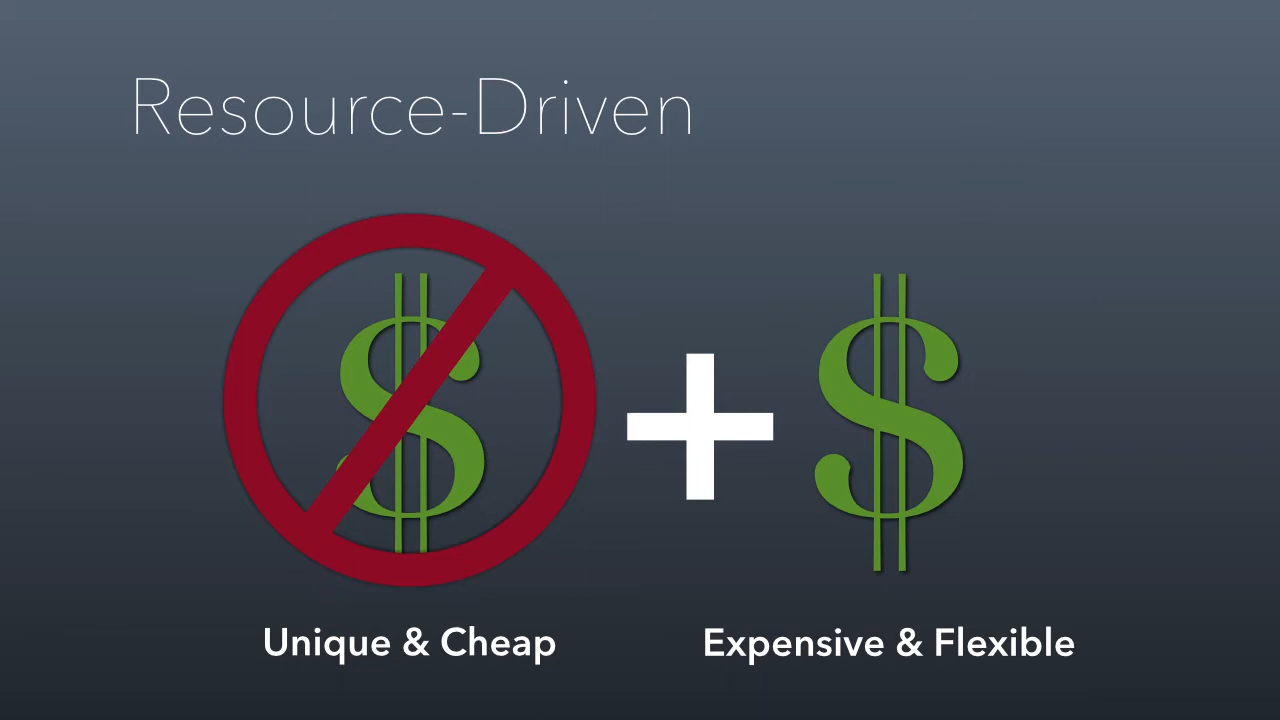 Resource-Driven
$ + $
Unique & Cheap
Expensive & Flexible